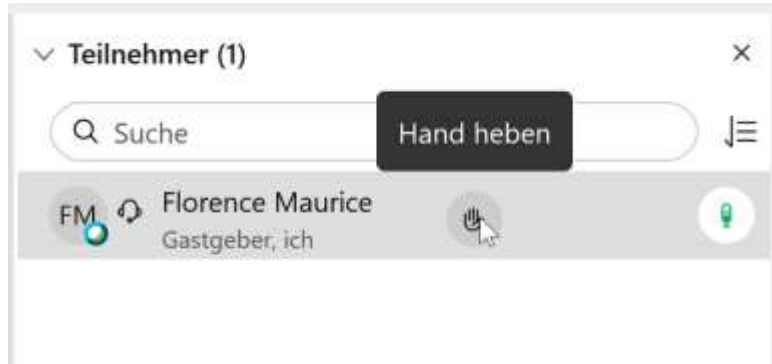 Teilnehmer (1)
Suche
Hand heben
FM
Florence Maurice
Gastgeber, ich